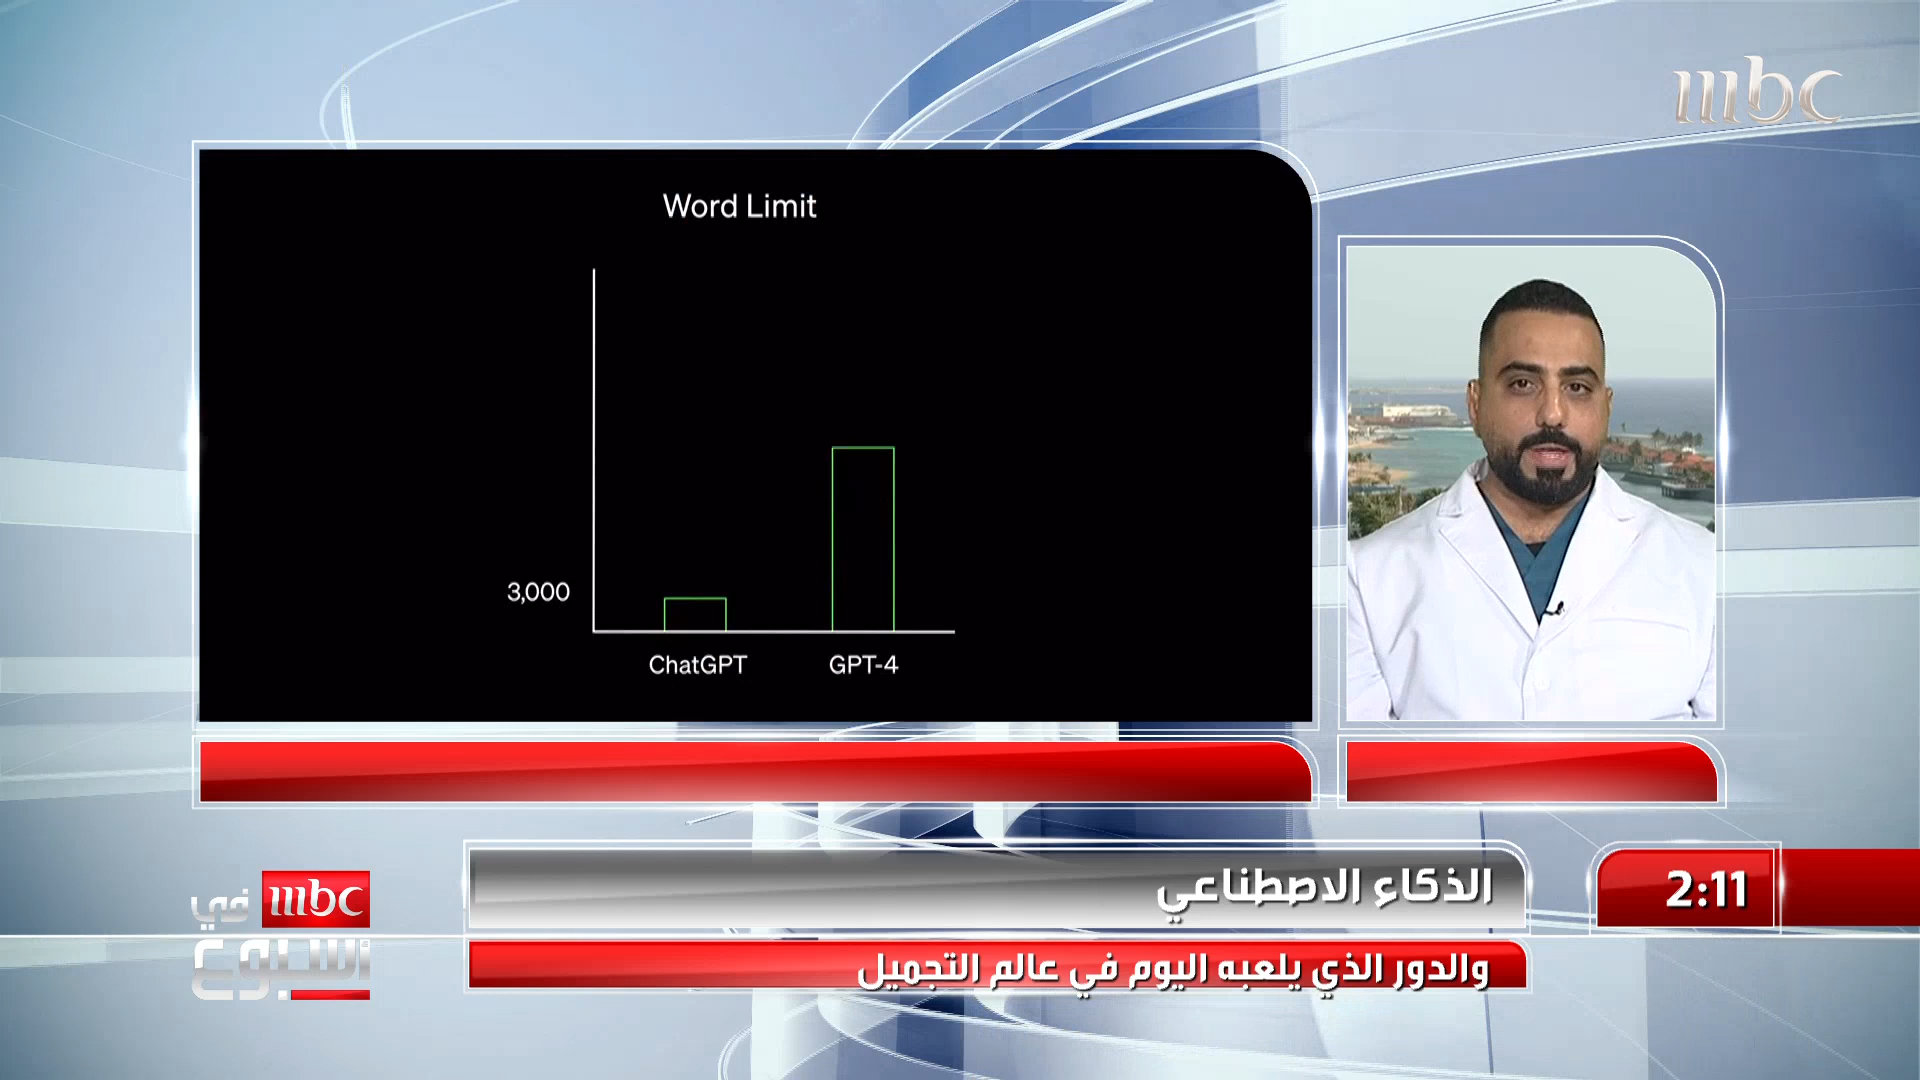 mbc
Word Limit
3,000
ChatGPT
GPT-4
الذكاء الاصطناعي
2:11
والدور الذي يلعبه اليوم في عالم التجميل
mbc في
أسبوع